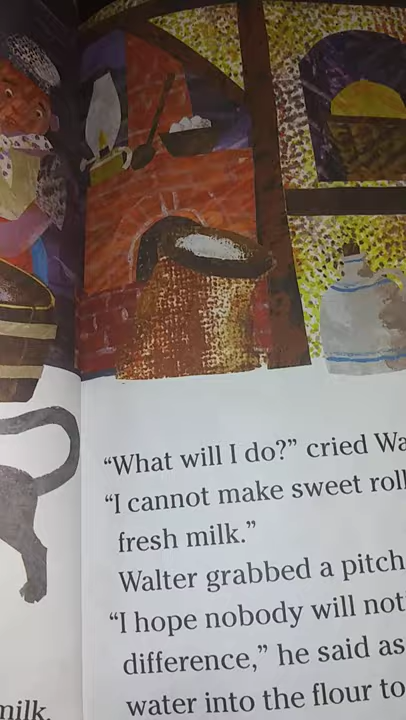 milk.
“What will I do?” cried Wa
“I cannot make sweet roll
fresh milk.”
Walter grabbed a pitch
“I hope nobody will not
difference,” he said as
water into the flour to